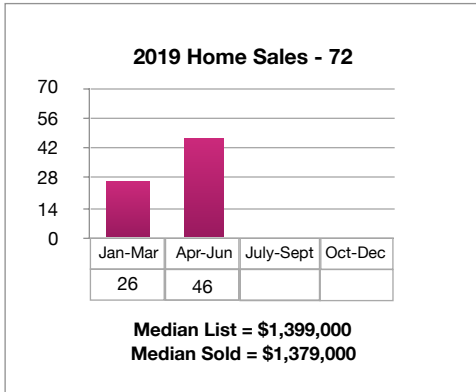 2019 Home Sales - 72
70
56
42
28
14
0
Jan-Mar Apr-Jun July-Sept Oct-Dec
26 46
Median List = $1,399,000
Median Sold = $1,379,000